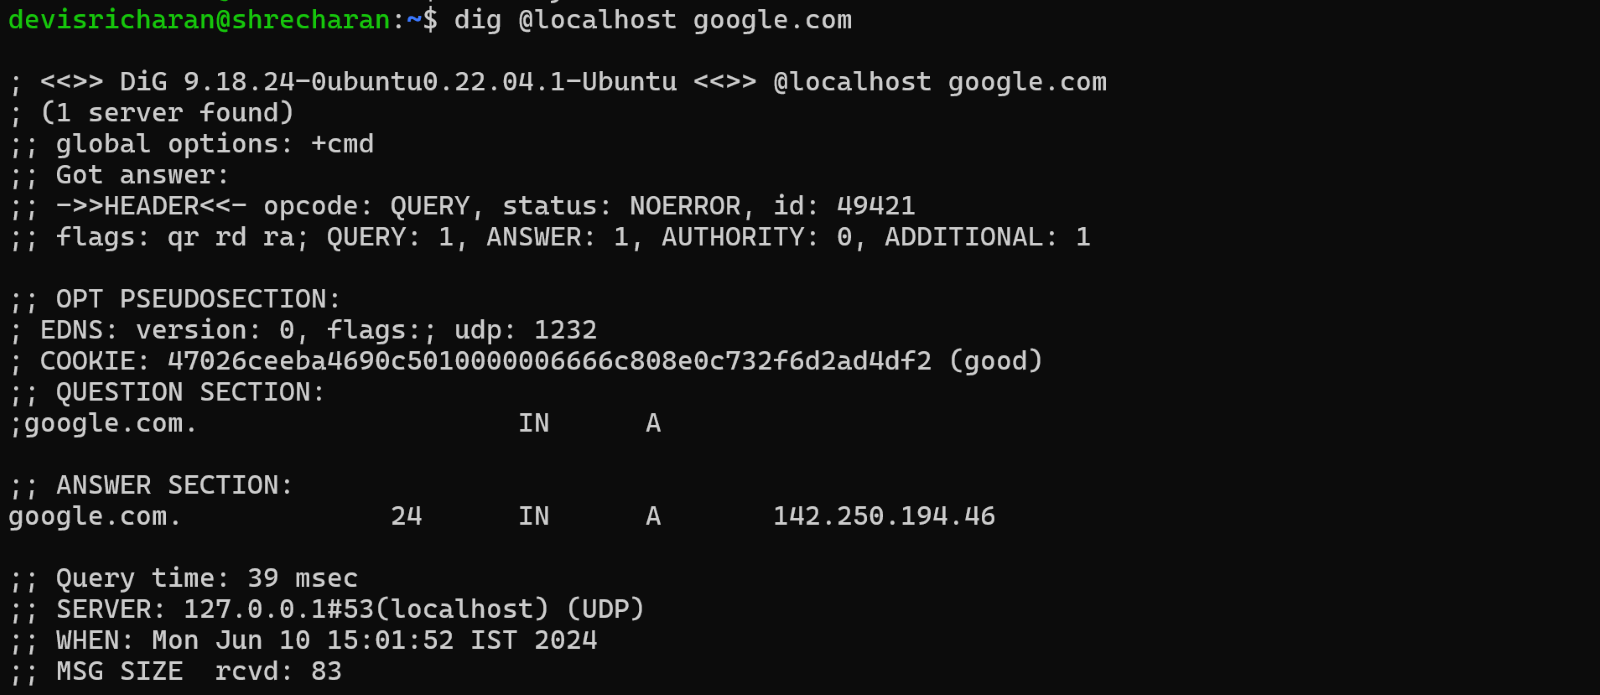 devisricharan@shrecharan:~$ dig @localhost google.com
; <<>> DiG 9.18.24-0ubuntu0.22.04.1-Ubuntu <<>> @localhost google.com
; (1 server found)
;; global options: +cmd
;; Got answer:
;; ->>HEADER<<- opcode: QUERY, status: NOERROR, id: 49421
;; flags: qr rd ra; QUERY: 1, ANSWER: 1, AUTHORITY: 0, ADDITIONAL: 1
;; OPT PSEUDOSECTION:
; EDNS: version: 0, flags:; udp: 1232
; COOKIE: 47026ceeba4690c5010000006666c808e0c732f6d2ad4df2 (good)
;; QUESTION SECTION:
;google.com. IN A
;; ANSWER SECTION:
google.com. 24 IN A 142.250.194.46
;; Query time: 39 msec
;; SERVER: 127.0.0.1#53(localhost) (UDP)
;; WHEN: Mon Jun 10 15:01:52 IST 2024
;; MSG SIZE rcvd: 83